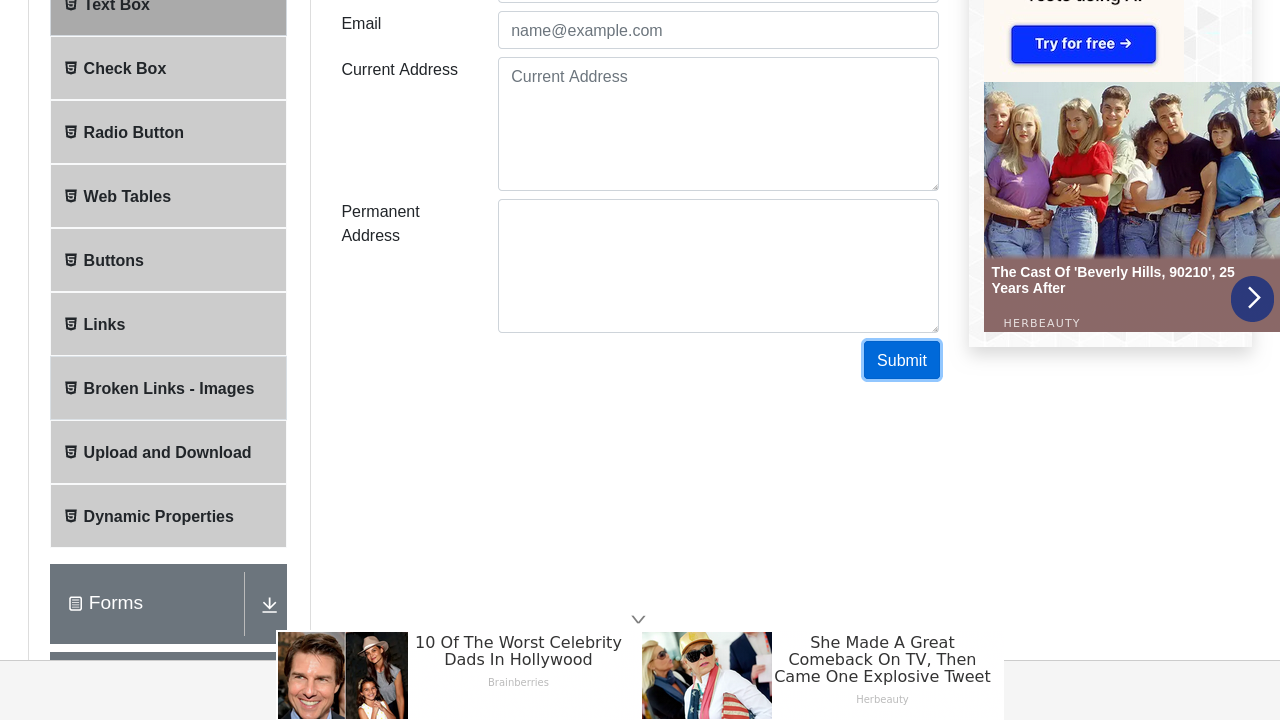 Text Box
Check Box
Radio Button
Web Tables
Buttons
Links
Broken Links - Images
Upload and Download
Dynamic Properties
Forms
Email
name@example.com
Current Address
Current Address
Permanent
Address
Submit
Try for free →
The Cast Of 'Beverly Hills, 90210', 25
Years After
HERBEAUTY
10 Of The Worst Celebrity
Dads In Hollywood
Brainberries
She Made A Great
Comeback On TV, Then
Came One Explosive Tweet
Herbeauty